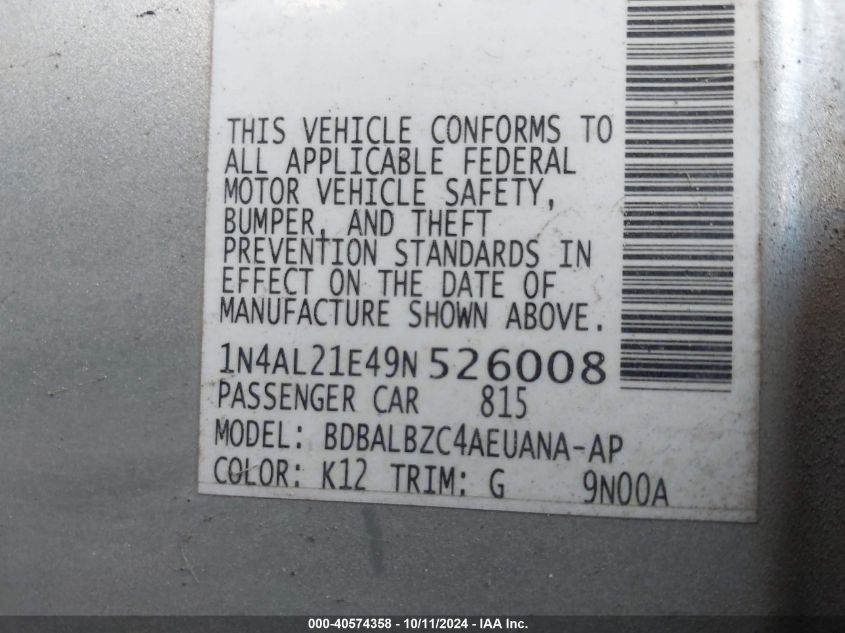 THIS VEHICLE CONFORMS TO
ALL APPLICABLE FEDERAL
MOTOR VEHICLE SAFETY,
BUMPER, AND THEFT
PREVENTION STANDARDS IN
EFFECT ON THE DATE OF
MANUFACTURE SHOWN ABOVE.
1N4AL21E49N526008
PASSENGER CAR 815
MODEL: BDBALBZC4AEUANA-AP
COLOR: K12 TRIM: G 9N00A
000-40574358 - 10/11/2024 - IAA Inc.